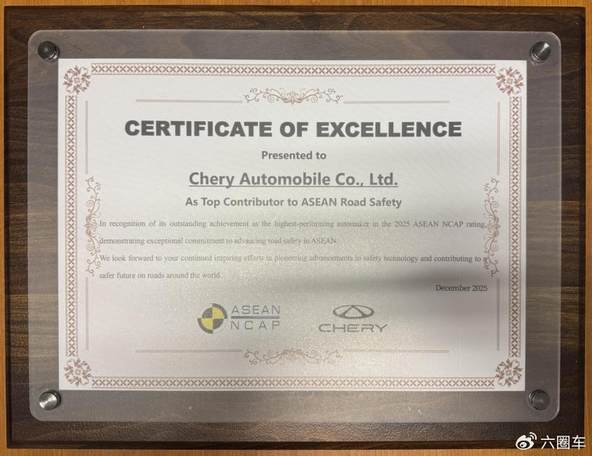 CERTIFICATE OF EXCELLENCE
Presented to
Chery Automobile Co., Ltd.
As Top Contributor to ASEAN Road Safety
In recognition of its outstanding achievement as the highest-performing automaker in the 2025 ASEAN NCAP rating,
demonstrating exceptional commitment to advancing road safety in ASEAN.
We look forward to your continued inspiring efforts in pioneering advancements in safety technology and contributing to a
safer future on roads around the world.
December 2025
ASEAN
NCAP
CHERY
六圈车